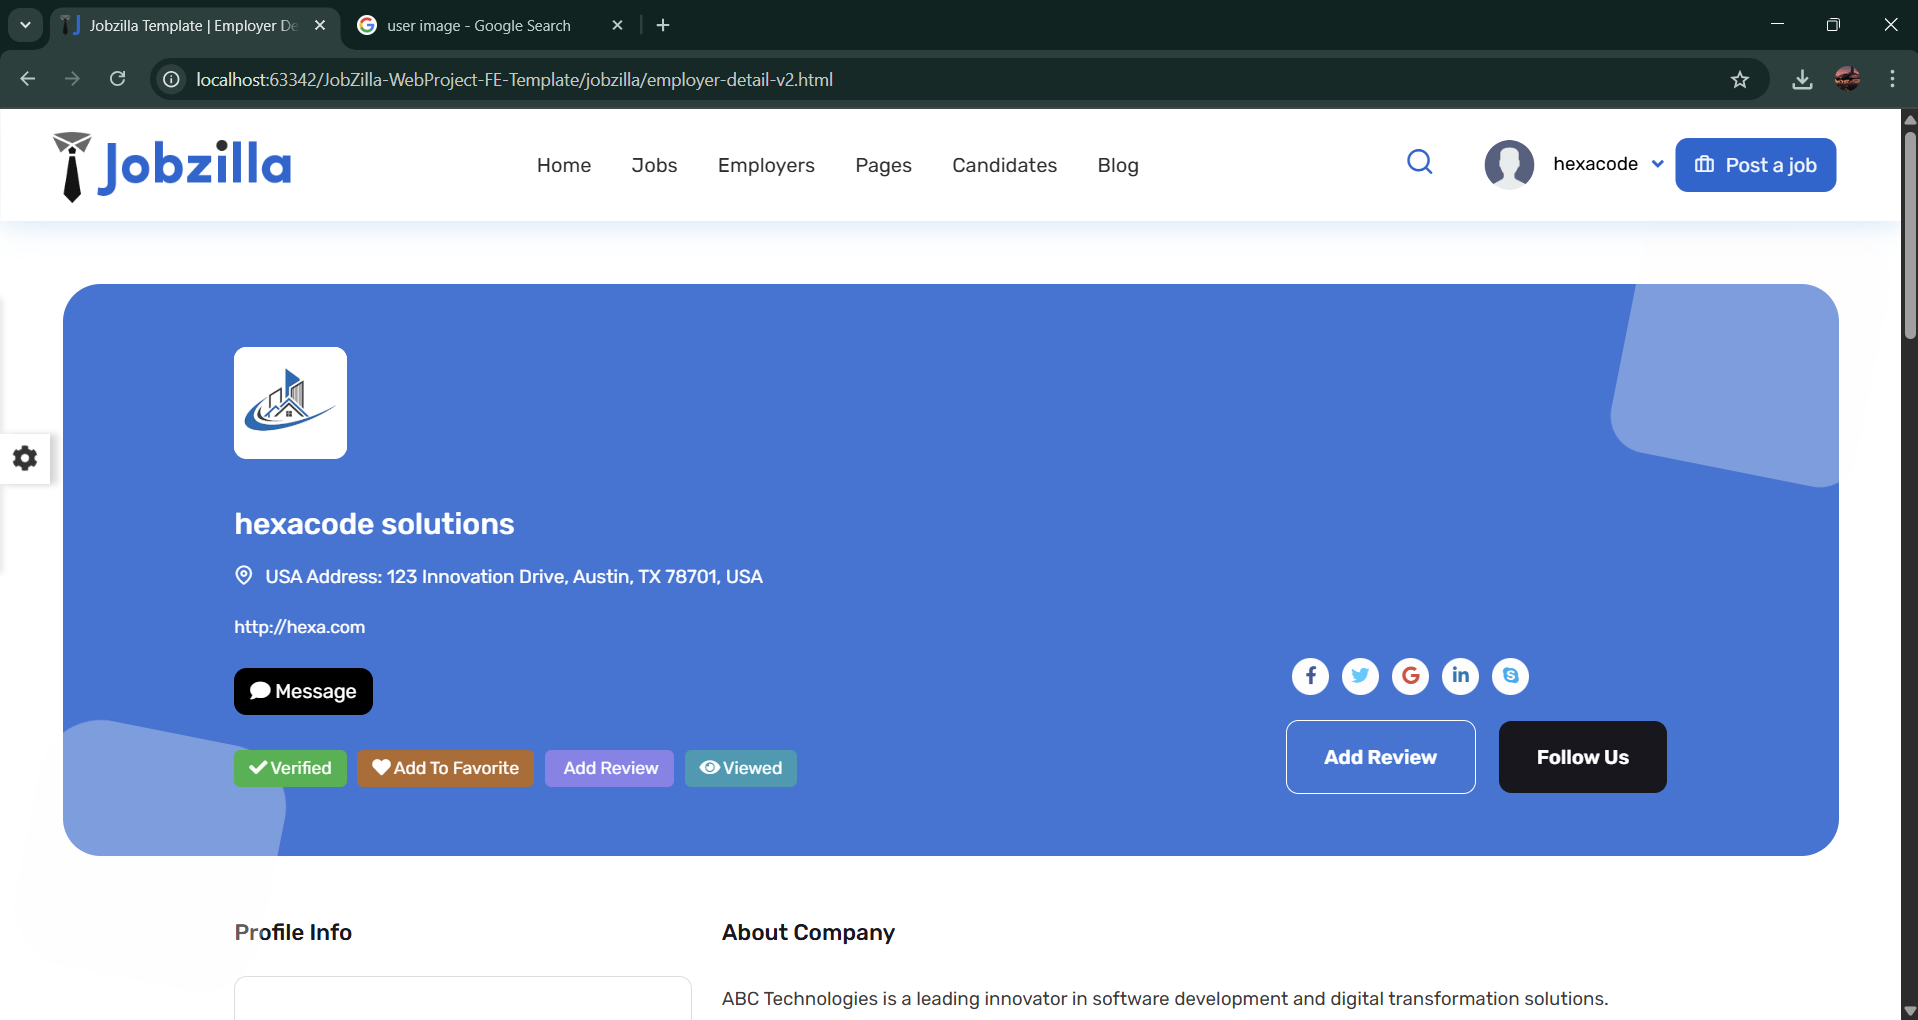 Jobzilla Template | Employer De
user image - Google Search
localhost:63342/JobZilla-WebProject-FE-Template/jobzilla/employer-detail-v2.html
Jobzilla
Home Jobs Employers Pages Candidates Blog
hexacode
Post a job
hexacode solutions
USA Address: 123 Innovation Drive, Austin, TX 78701, USA
http://hexa.com
Message
Verified Add To Favorite Add Review Viewed
Add Review Follow Us
Profile Info
About Company
ABC Technologies is a leading innovator in software development and digital transformation solutions.